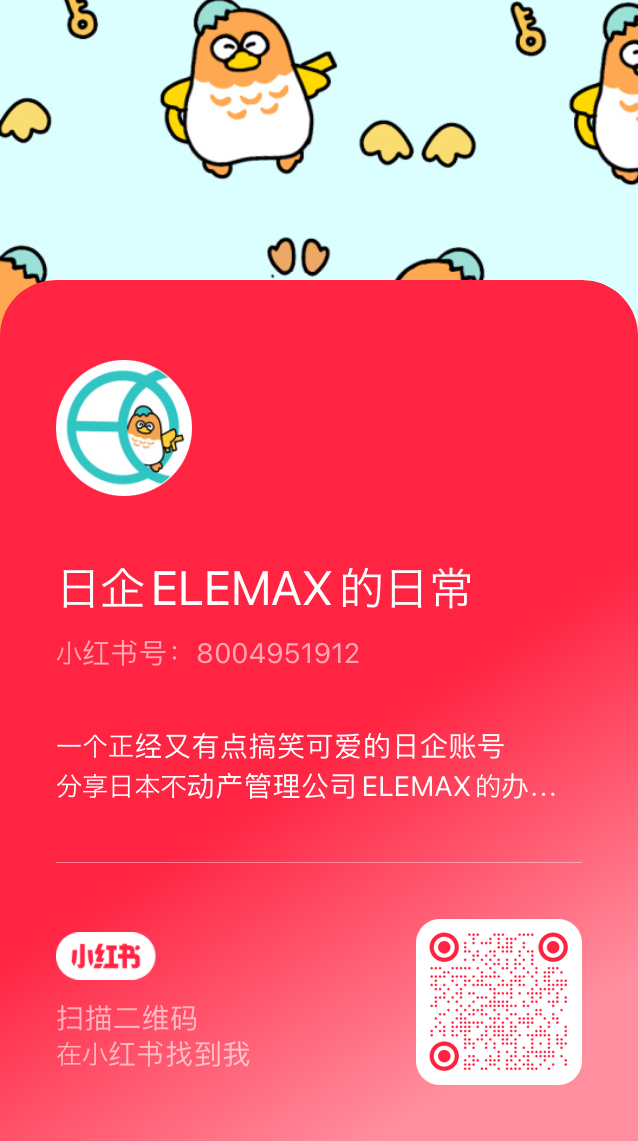 日企ELEMAX的日常
小红书号：8004951912
一个正经又有点搞笑可爱的日企账号
分享日本不动产管理公司ELEMAX的办...
小红书
扫描二维码
在小红书找到我